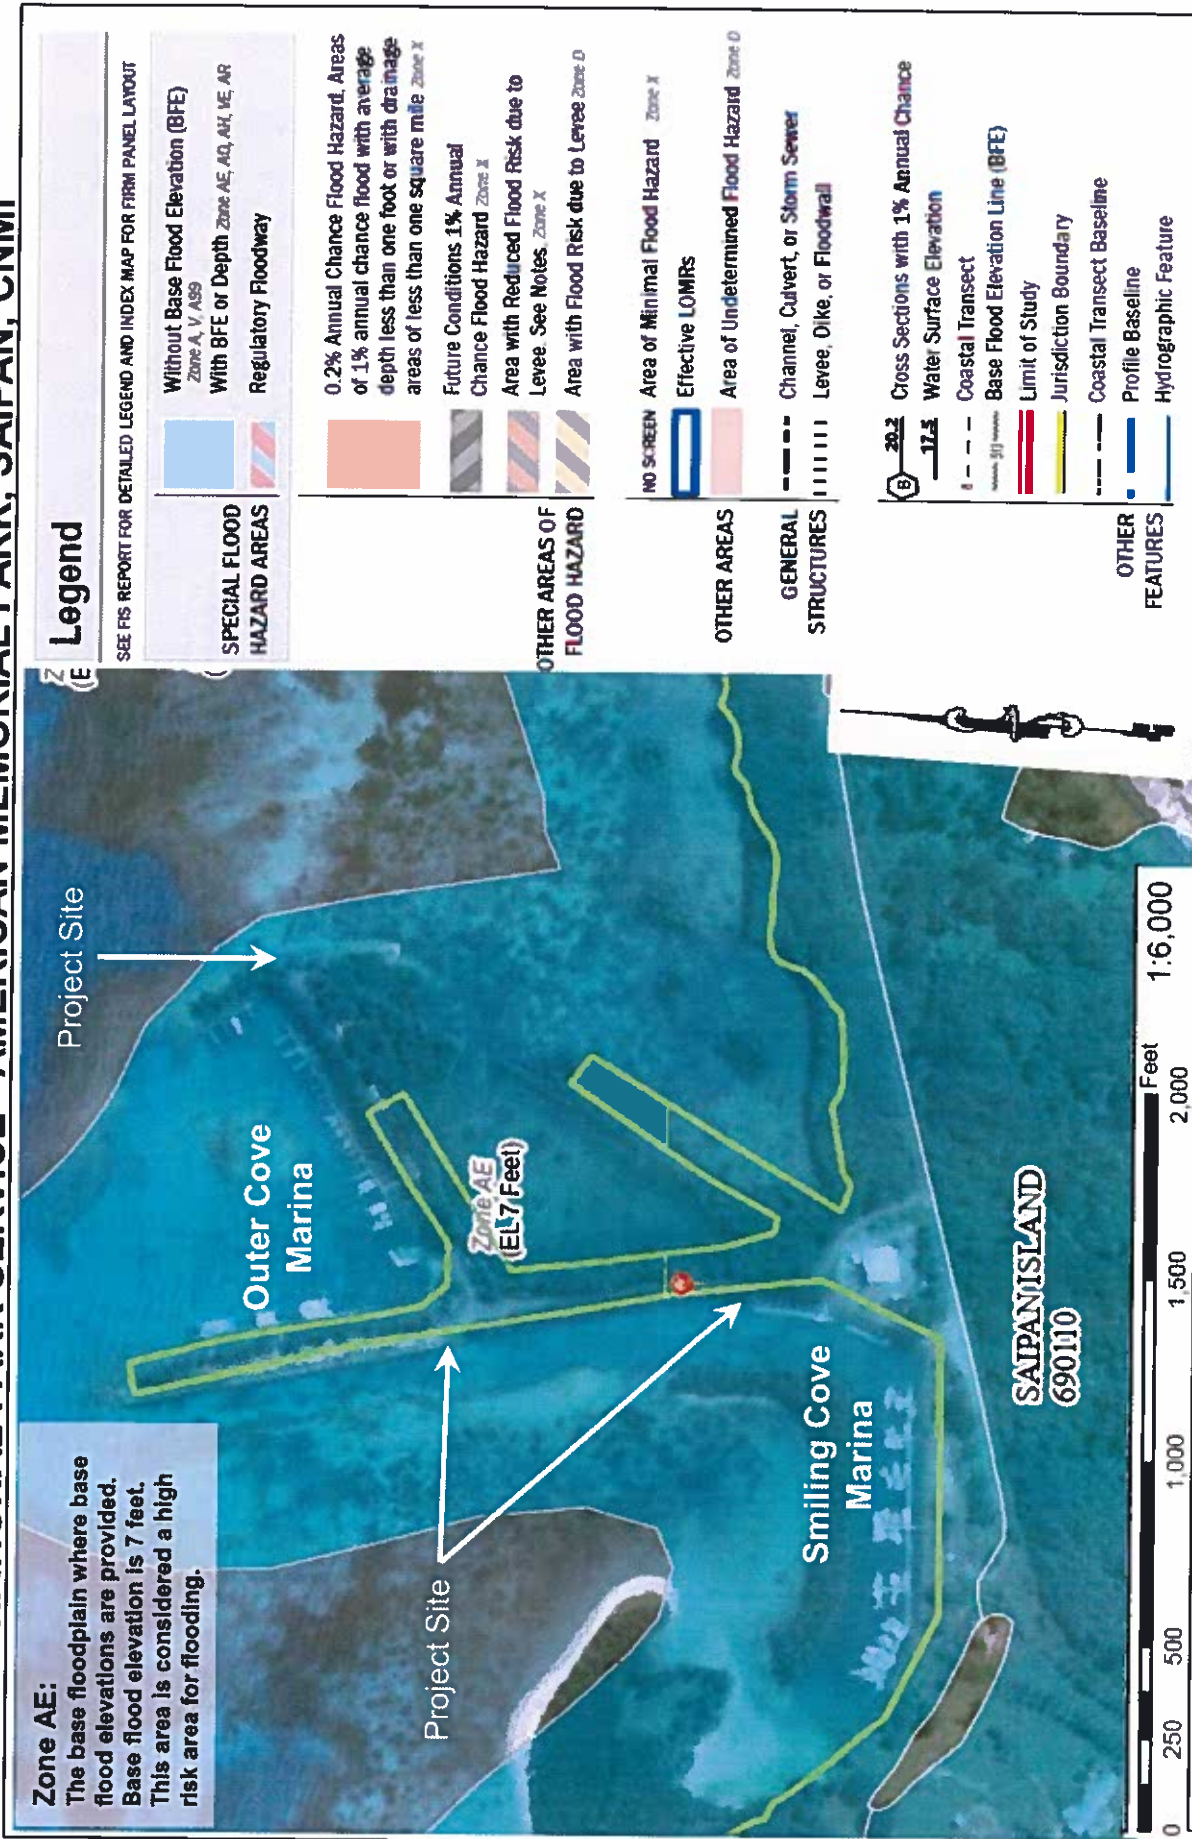 Zone AE:
The base floodplain where base
flood elevations are provided.
Base flood elevation is 7 feet.
This area is considered a high
risk area for flooding.
Project Site
Outer Cove
Marina
Zone AE
(EL 7 Feet)
Project Site
Smiling Cove
Marina
SAIPAN ISLAND
690110
0 250 500 1,000 1,500 2,000
Feet
1:6,000
Legend
SEE FIS REPORT FOR DETAILED LEGEND AND INDEX MAP FOR FIRM PANEL LAYOUT
SPECIAL FLOOD
HAZARD AREAS
Without Base Flood Elevation (BFE)
Zone A, V, A99
With BFE or Depth Zone AE, AO, AH, VE, AR
Regulatory Floodway
OTHER AREAS OF
FLOOD HAZARD
0.2% Annual Chance Flood Hazard, Areas
of 1% annual chance flood with average
depth less than one foot or with drainage
areas of less than one square mile Zone X
Future Conditions 1% Annual
Chance Flood Hazard Zone X
Area with Reduced Flood Risk due to
Levee. See Notes. Zone X
Area with Flood Risk due to Levee Zone D
OTHER AREAS
NO SCREEN Area of Minimal Flood Hazard Zone X
Effective LOMRs
Area of Undetermined Flood Hazard Zone D
GENERAL
STRUCTURES
Channel, Culvert, or Storm Sewer
Levee, Dike, or Floodwall
OTHER
FEATURES
B 20.2 Cross Sections with 1% Annual Chance
17.5 Water Surface Elevation
Coastal Transect
Base Flood Elevation Line (BFE)
Limit of Study
Jurisdiction Boundary
Coastal Transect Baseline
Profile Baseline
Hydrographic Feature